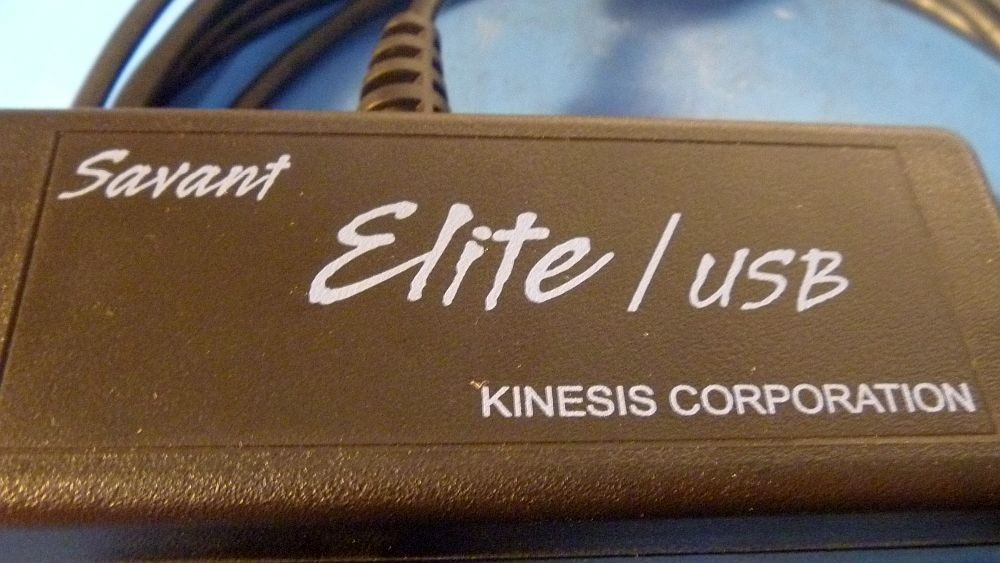 Savant
Elite / USB
KINESIS CORPORATION